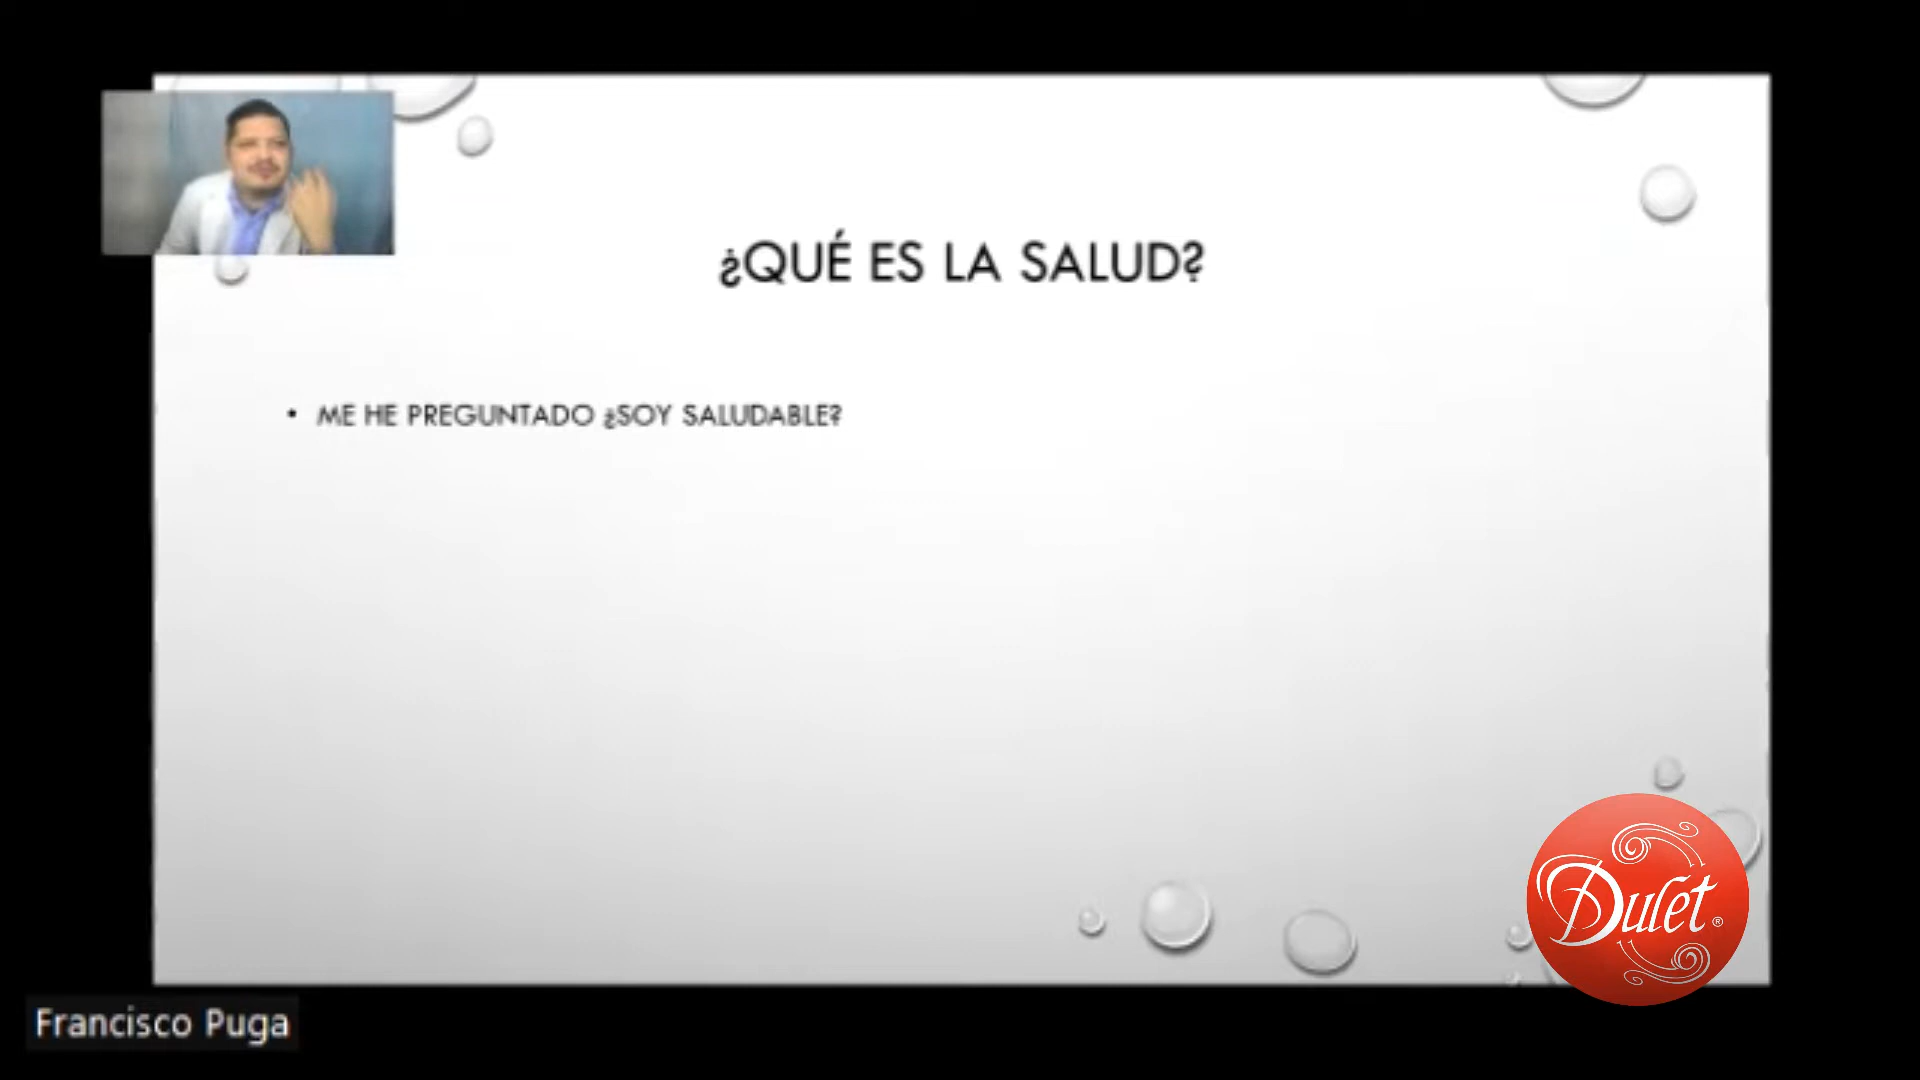 ¿QUÉ ES LA SALUD?
• ME HE PREGUNTADO ¿SOY SALUDABLE?
Dulet®
Francisco Puga